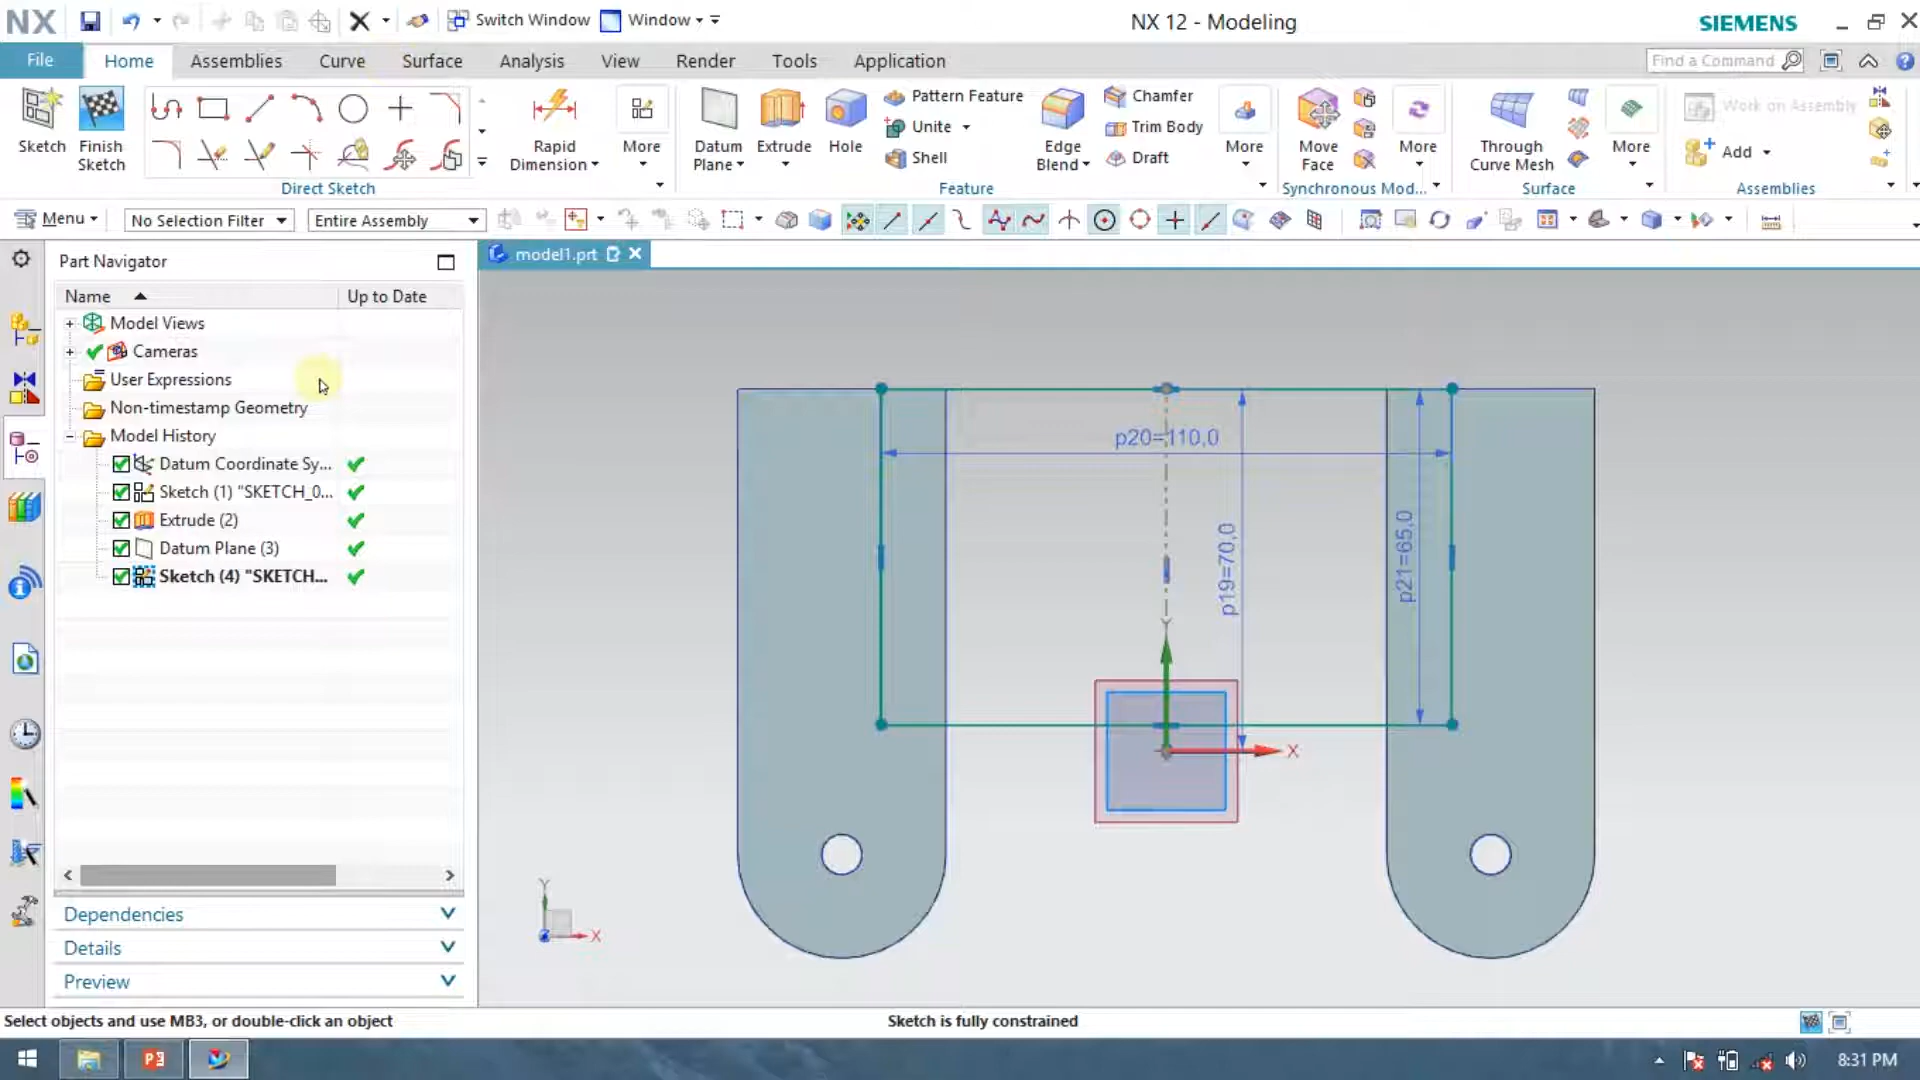 NX
Switch Window
Window
NX 12 - Modeling
SIEMENS
File
Home
Assemblies
Curve
Surface
Analysis
View
Render
Tools
Application
Find a Command
Sketch
Finish Sketch
Rapid Dimension
More
Datum Plane
Extrude
Hole
Pattern Feature
Unite
Shell
Edge Blend
Chamfer
Trim Body
Draft
More
Move Face
More
Through Curve Mesh
More
Work on Assembly
Add
Direct Sketch
Feature
Synchronous Mod...
Surface
Assemblies
Menu
No Selection Filter
Entire Assembly
Part Navigator
model1.prt
Name
Up to Date
Model Views
Cameras
User Expressions
Non-timestamp Geometry
Model History
Datum Coordinate Sy...
Sketch (1) "SKETCH_0...
Extrude (2)
Datum Plane (3)
Sketch (4) "SKETCH...
p20=110,0
p19=70,0
p21=65,0
Y
X
Y
X
Dependencies
Details
Preview
Select objects and use MB3, or double-click an object
Sketch is fully constrained
8:31 PM